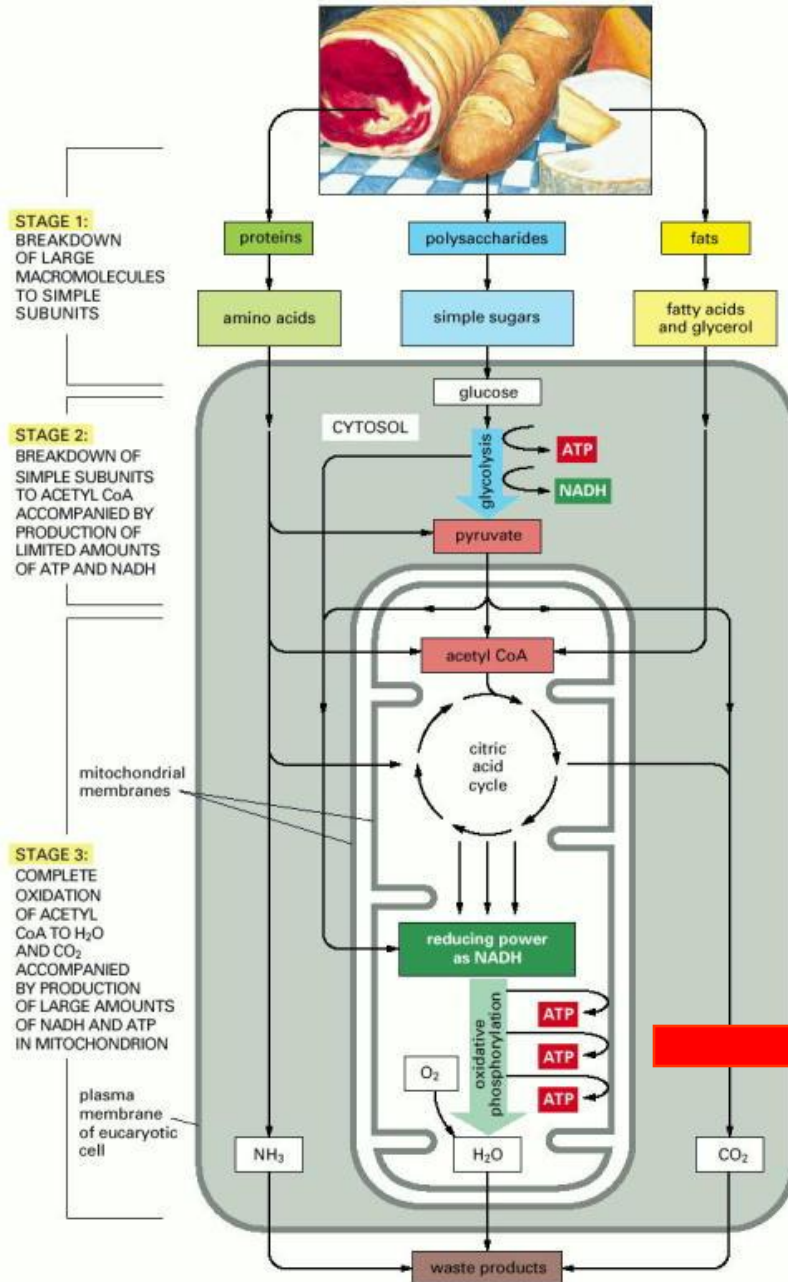 STAGE 1:
BREAKDOWN
OF LARGE
MACROMOLECULES
TO SIMPLE
SUBUNITS
proteins
polysaccharides
fats
amino acids
simple sugars
fatty acids
and glycerol
STAGE 2:
BREAKDOWN OF
SIMPLE SUBUNITS
TO ACETYL CoA
ACCOMPANIED BY
PRODUCTION OF
LIMITED AMOUNTS
OF ATP AND NADH
glucose
CYTOSOL
glycolysis
ATP
NADH
pyruvate
acetyl CoA
citric
acid
cycle
mitochondrial
membranes
STAGE 3:
COMPLETE
OXIDATION
OF ACETYL
CoA TO H₂O
AND CO₂
ACCOMPANIED
BY PRODUCTION
OF LARGE AMOUNTS
OF NADH AND ATP
IN MITOCHONDRION
reducing power
as NADH
oxidative
phosphorylation
ATP
ATP
ATP
O₂
plasma
membrane
of eucaryotic
cell
NH₃
H₂O
CO₂
waste products